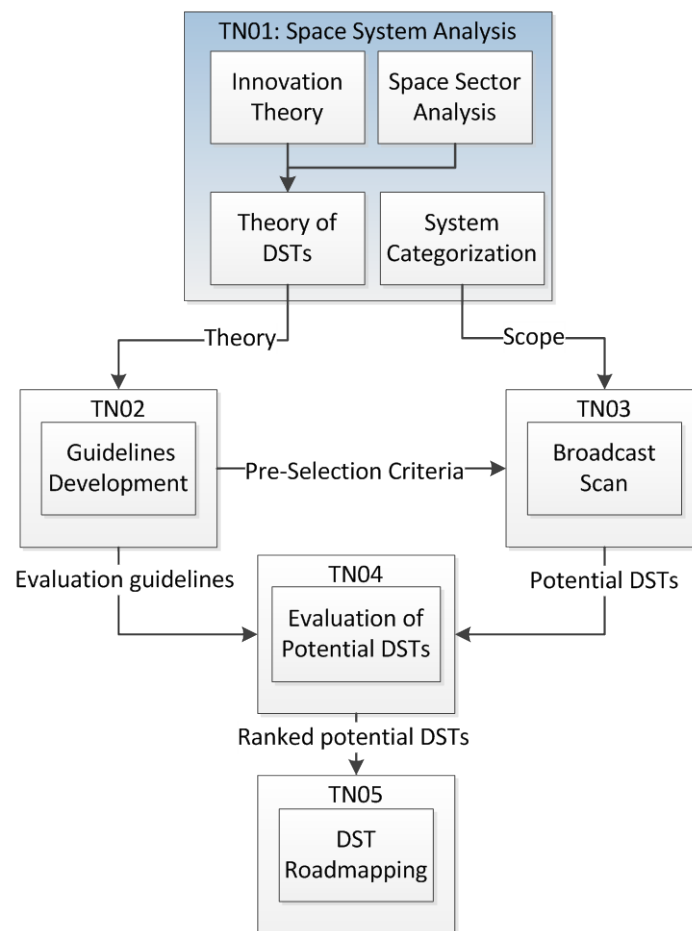 TN01: Space System Analysis
Innovation
Theory
Space Sector
Analysis
Theory of
DSTs
System
Categorization
Theory
Scope
TN02
Guidelines
Development
Pre-Selection Criteria
TN03
Broadcast
Scan
Evaluation guidelines
Potential DSTs
TN04
Evaluation of
Potential DSTs
Ranked potential DSTs
TN05
DST
Roadmapping